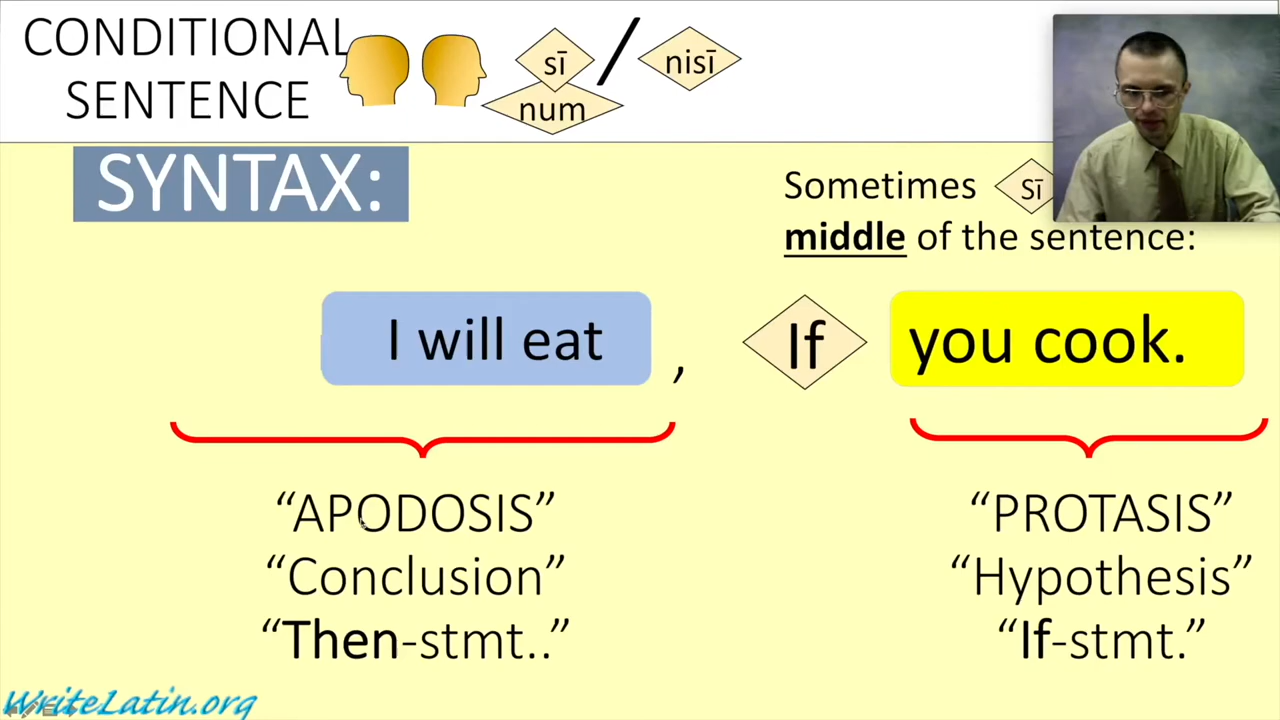 CONDITIONAL
SENTENCE
sī
num
/
nisī
SYNTAX:
Sometimes sī
middle of the sentence:
I will eat , If you cook.
“APODOSIS” “PROTASIS”
“Conclusion” “Hypothesis”
“Then-stmt..” “If-stmt.”
WriteLatin.org